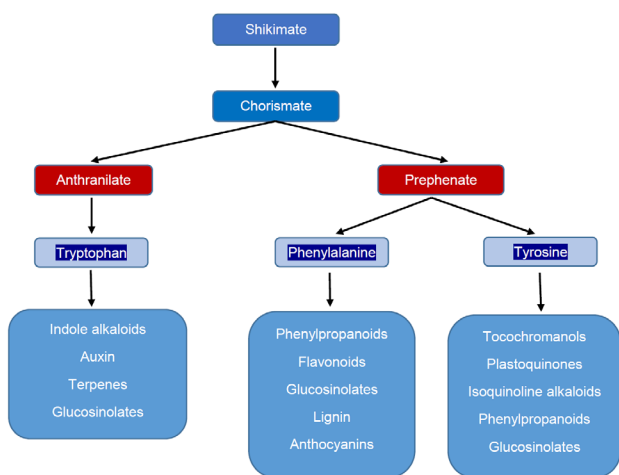 Shikimate
Chorismate
Anthranilate
Prephenate
Tryptophan
Phenylalanine
Tyrosine
Indole alkaloids
Auxin
Terpenes
Glucosinolates
Phenylpropanoids
Flavonoids
Glucosinolates
Lignin
Anthocyanins
Tocochromanols
Plastoquinones
Isoquinoline alkaloids
Phenylpropanoids
Glucosinolates